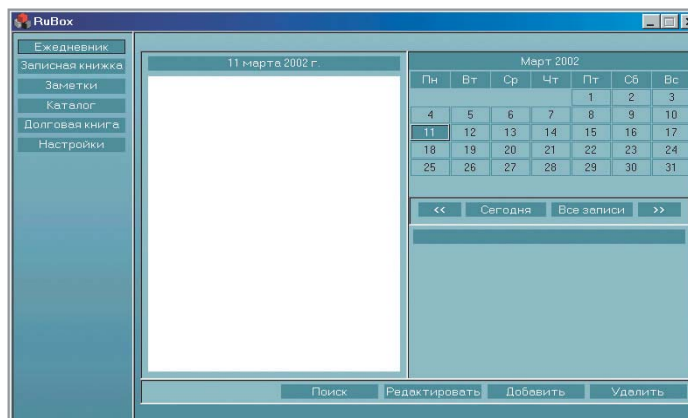 RuBox
Ежедневник
Записная книжка
Заметки
Каталог
Долговая книга
Настройки
11 марта 2002 г.
Март 2002
Пн Вт Ср Чт Пт Сб Вс
1 2 3
4 5 6 7 8 9 10
11 12 13 14 15 16 17
18 19 20 21 22 23 24
25 26 27 28 29 30 31
<< Сегодня Все записи >>
Поиск Редактировать Добавить Удалить